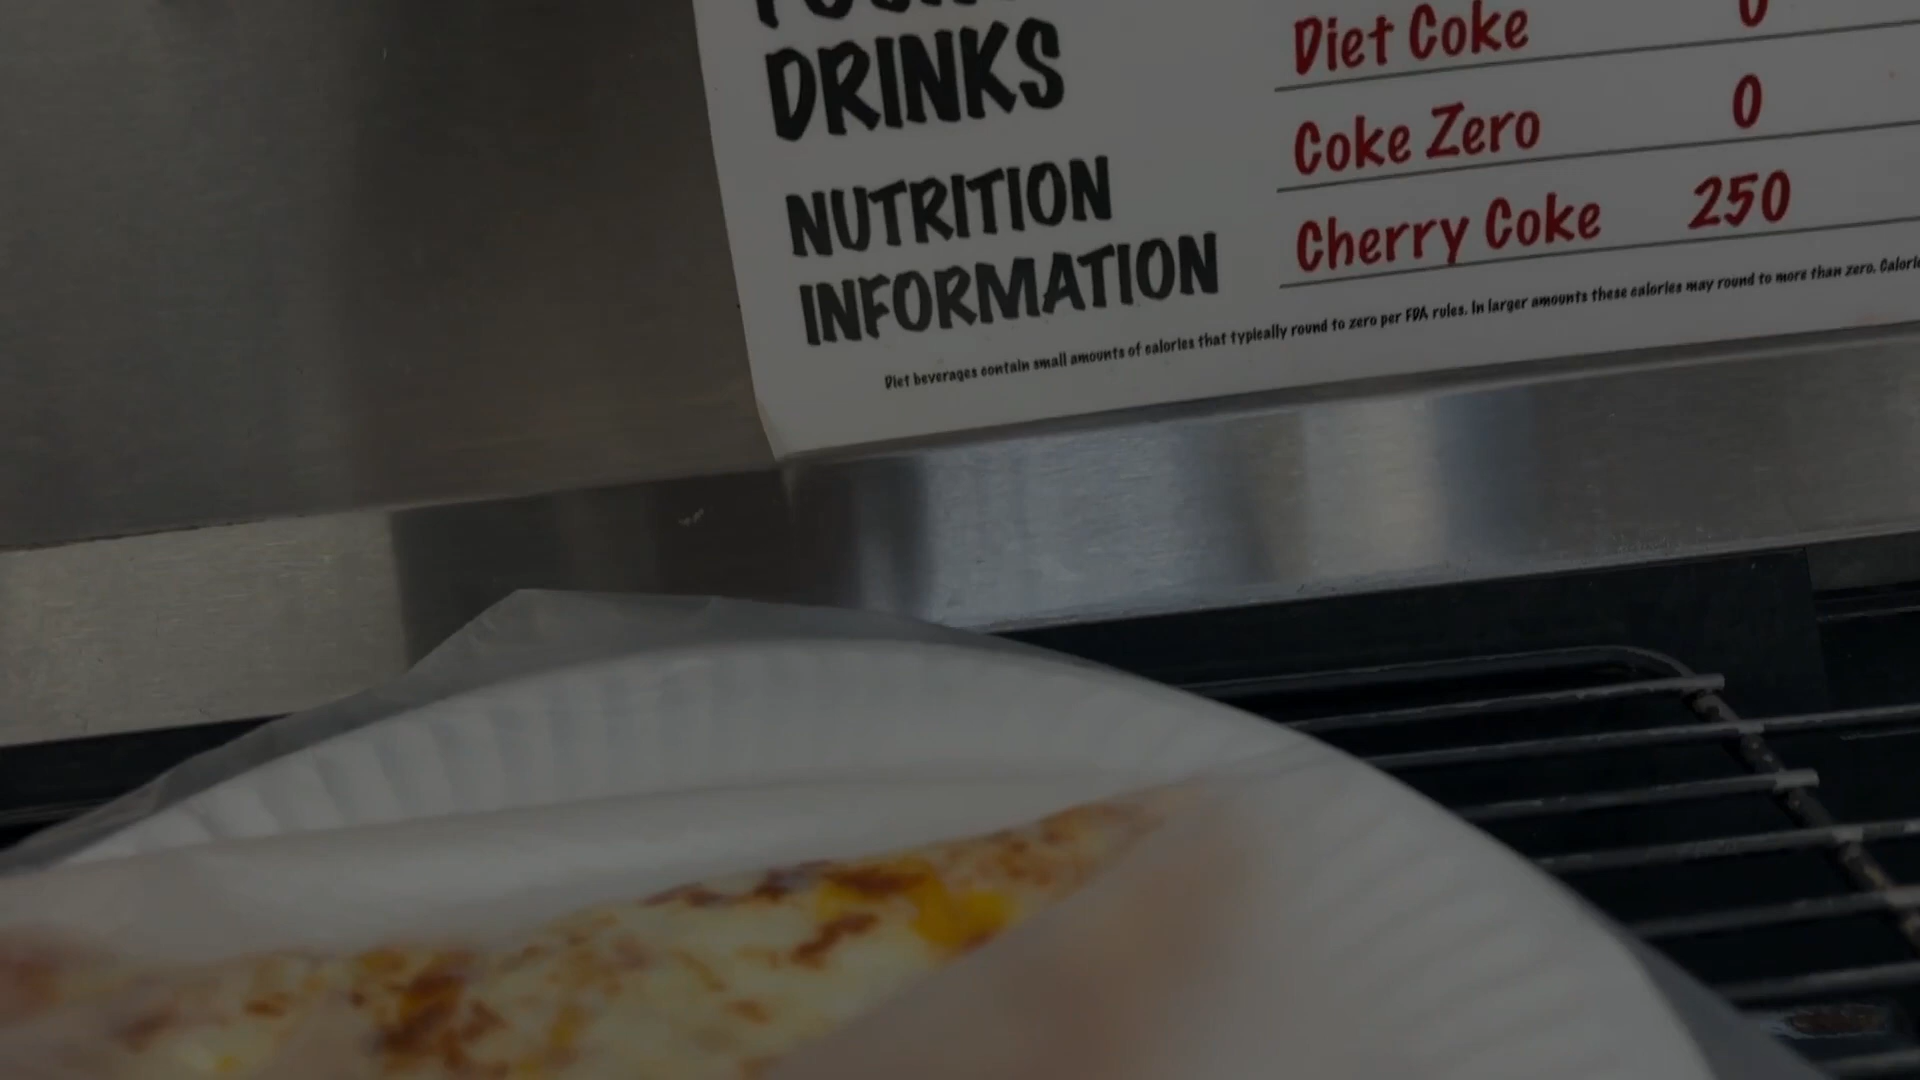 DRINKS
NUTRITION
INFORMATION
Diet Coke 0
Coke Zero 0
Cherry Coke 250
Diet beverages contain small amounts of calories that typically round to zero per FDA rules. In larger amounts these calories may round to more than zero.